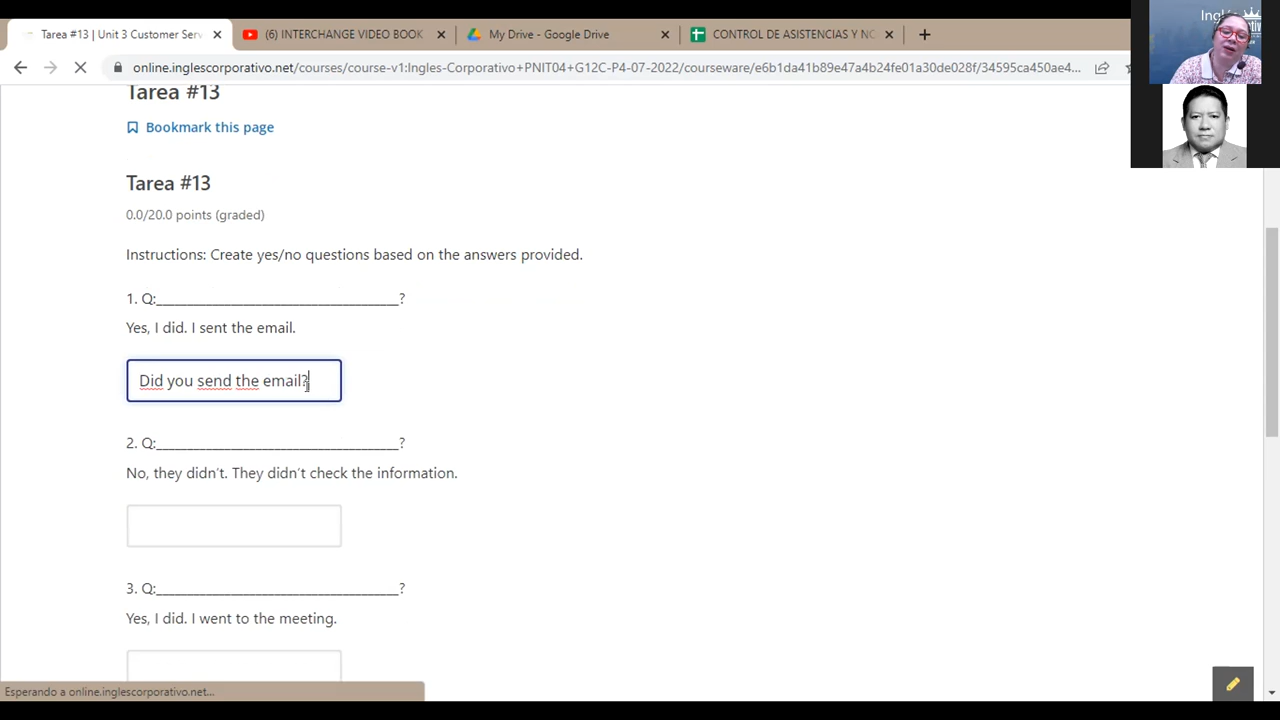 Tarea #13 | Unit 3 Customer Serv
(6) INTERCHANGE VIDEO BOOK
My Drive - Google Drive
CONTROL DE ASISTENCIAS Y NO
online.inglescorporativo.net/courses/course-v1:Ingles-Corporativo+PNIT04+G12C-P4-07-2022/courseware/e6b1da41b89e47a4b24fe01a30de028f/34595ca450ae4...
Tarea #13
Bookmark this page
Tarea #13
0.0/20.0 points (graded)
Instructions: Create yes/no questions based on the answers provided.
1. Q:______________________________?
Yes, I did. I sent the email.
Did you send the email?
2. Q:______________________________?
No, they didn't. They didn't check the information.
3. Q:______________________________?
Yes, I did. I went to the meeting.
Esperando a online.inglescorporativo.net...